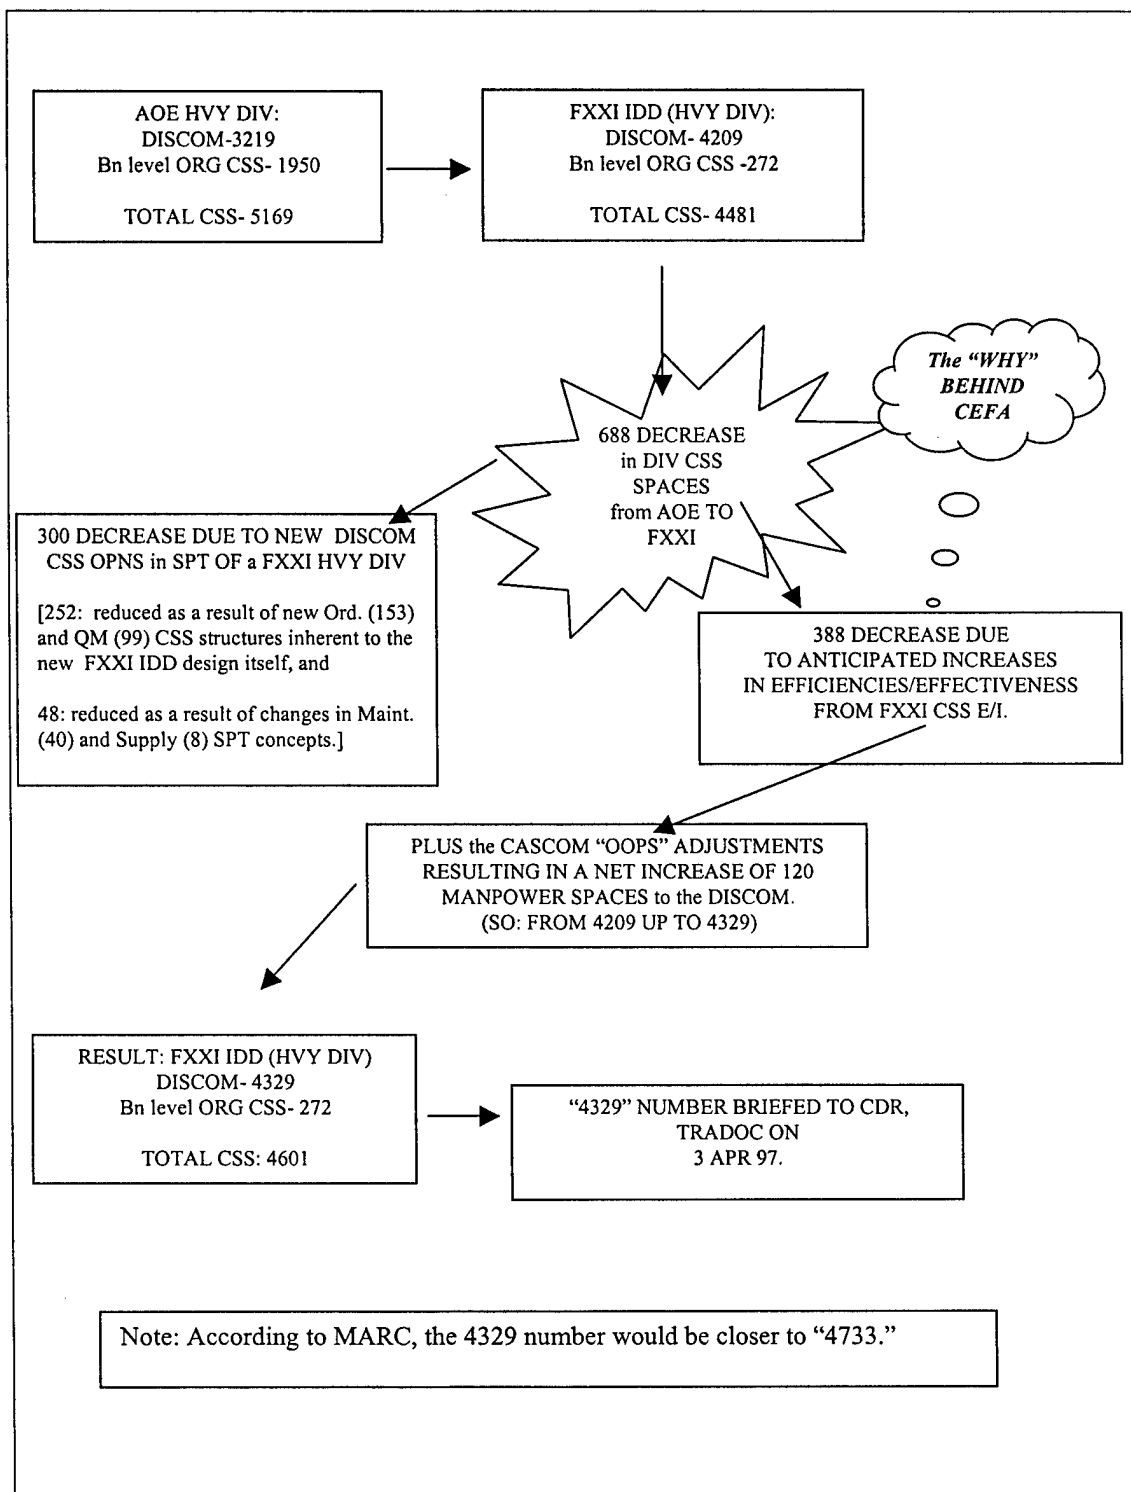 AOE HVY DIV:
DISCOM-3219
Bn level ORG CSS- 1950
TOTAL CSS- 5169
FXXI IDD (HVY DIV):
DISCOM- 4209
Bn level ORG CSS -272
TOTAL CSS- 4481
The “WHY”
BEHIND
CEFA
688 DECREASE
in DIV CSS
SPACES
from AOE TO
FXXI
300 DECREASE DUE TO NEW DISCOM
CSS OPNS in SPT OF a FXXI HVY DIV
[252: reduced as a result of new Ord. (153)
and QM (99) CSS structures inherent to the
new FXXI IDD design itself, and
48: reduced as a result of changes in Maint.
(40) and Supply (8) SPT concepts.]
388 DECREASE DUE
TO ANTICIPATED INCREASES
IN EFFICIENCIES/EFFECTIVENESS
FROM FXXI CSS E/I.
PLUS the CASCOM “OOPS” ADJUSTMENTS
RESULTING IN A NET INCREASE OF 120
MANPOWER SPACES to the DISCOM.
(SO: FROM 4209 UP TO 4329)
RESULT: FXXI IDD (HVY DIV)
DISCOM- 4329
Bn level ORG CSS- 272
TOTAL CSS: 4601
“4329” NUMBER BRIEFED TO CDR,
TRADOC ON
3 APR 97.
Note: According to MARC, the 4329 number would be closer to “4733.”